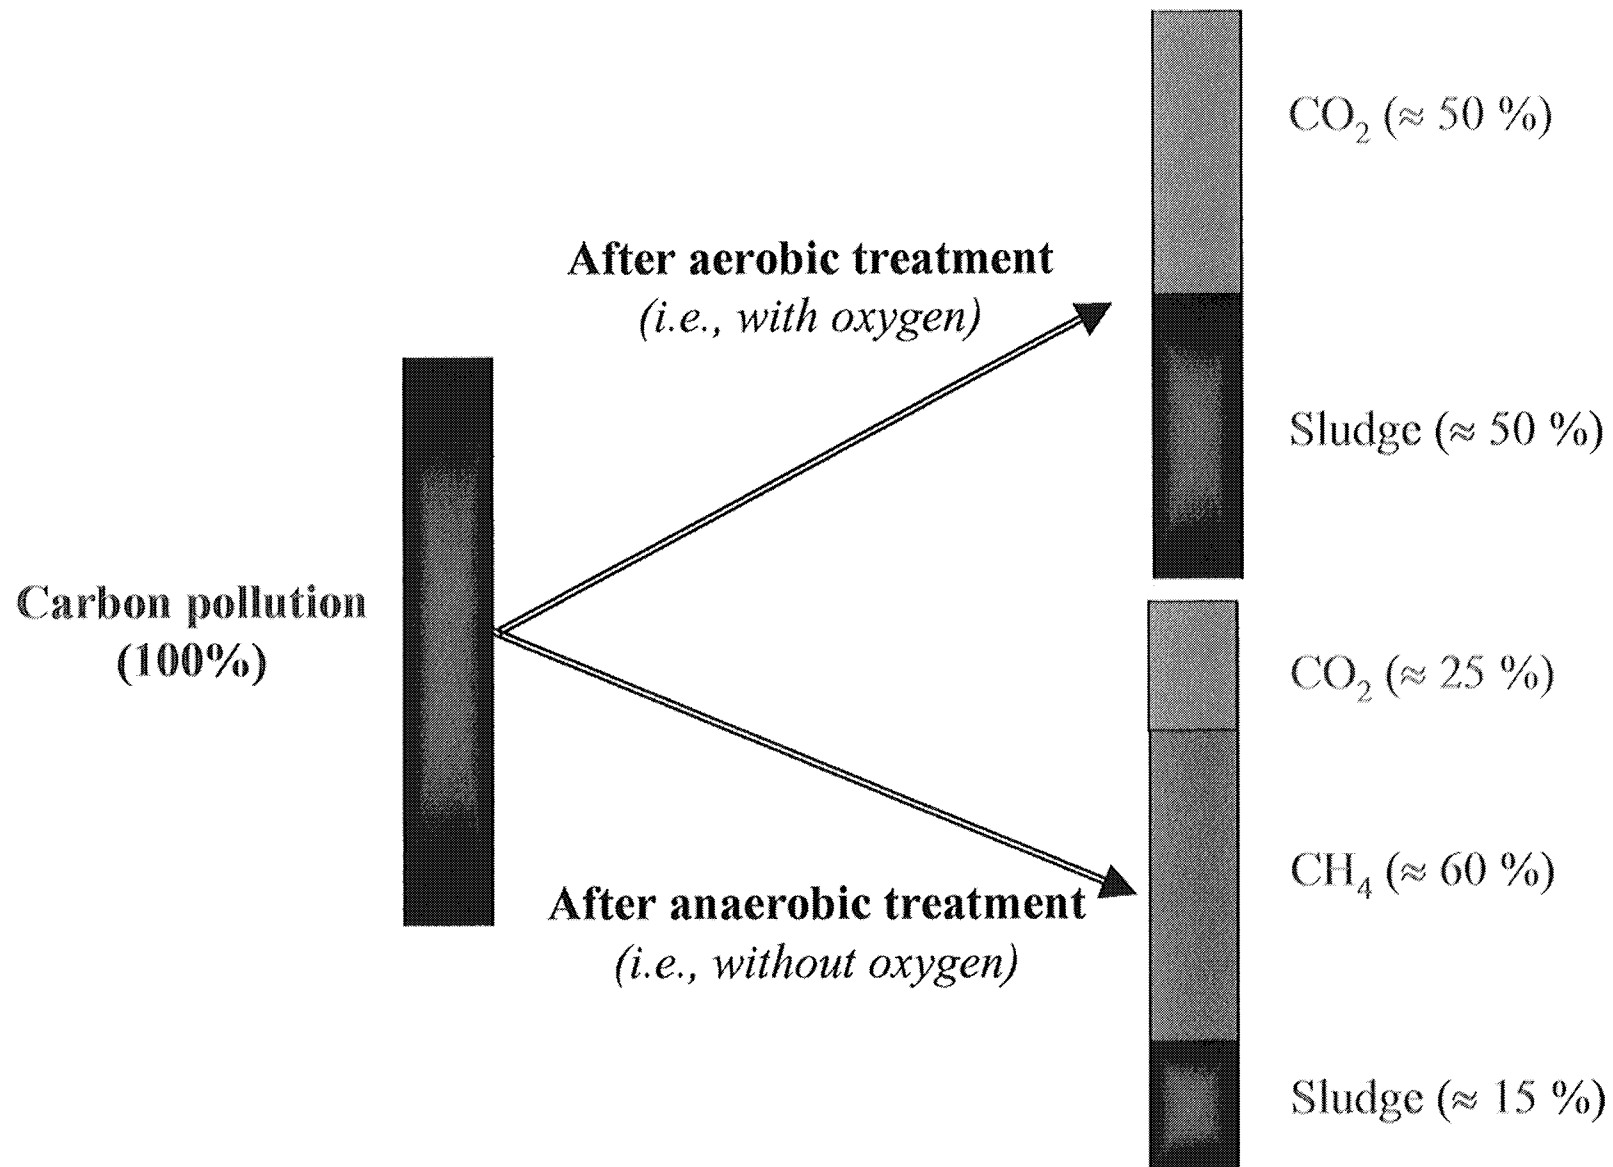 CO₂ (≈ 50 %)
After aerobic treatment
(i.e., with oxygen)
Sludge (≈ 50 %)
Carbon pollution
(100%)
CO₂ (≈ 25 %)
CH₄ (≈ 60 %)
After anaerobic treatment
(i.e., without oxygen)
Sludge (≈ 15 %)